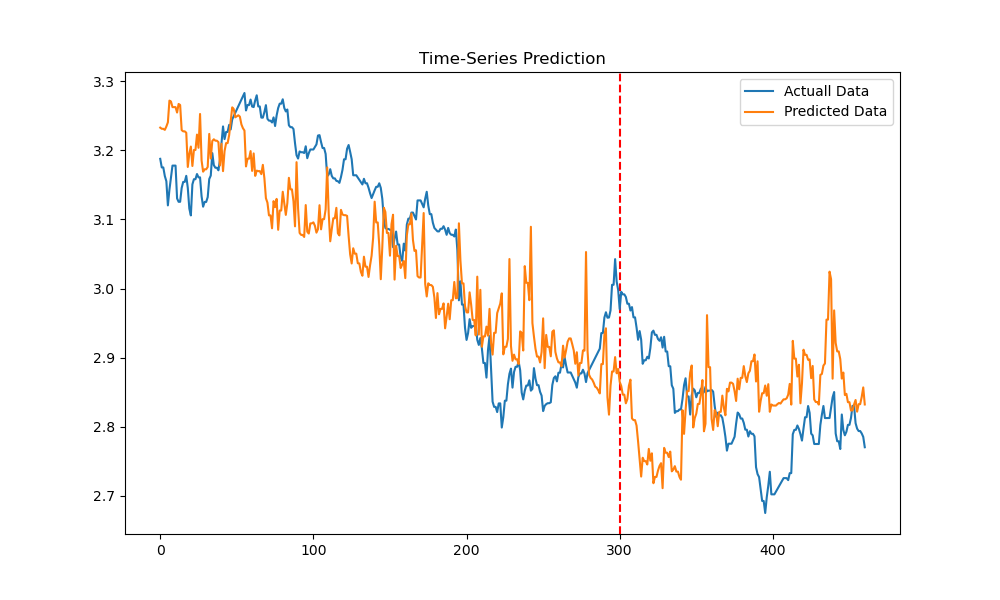 Time-Series Prediction
Actuall Data
Predicted Data
3.3
3.2
3.1
3.0
2.9
2.8
2.7
0 100 200 300 400